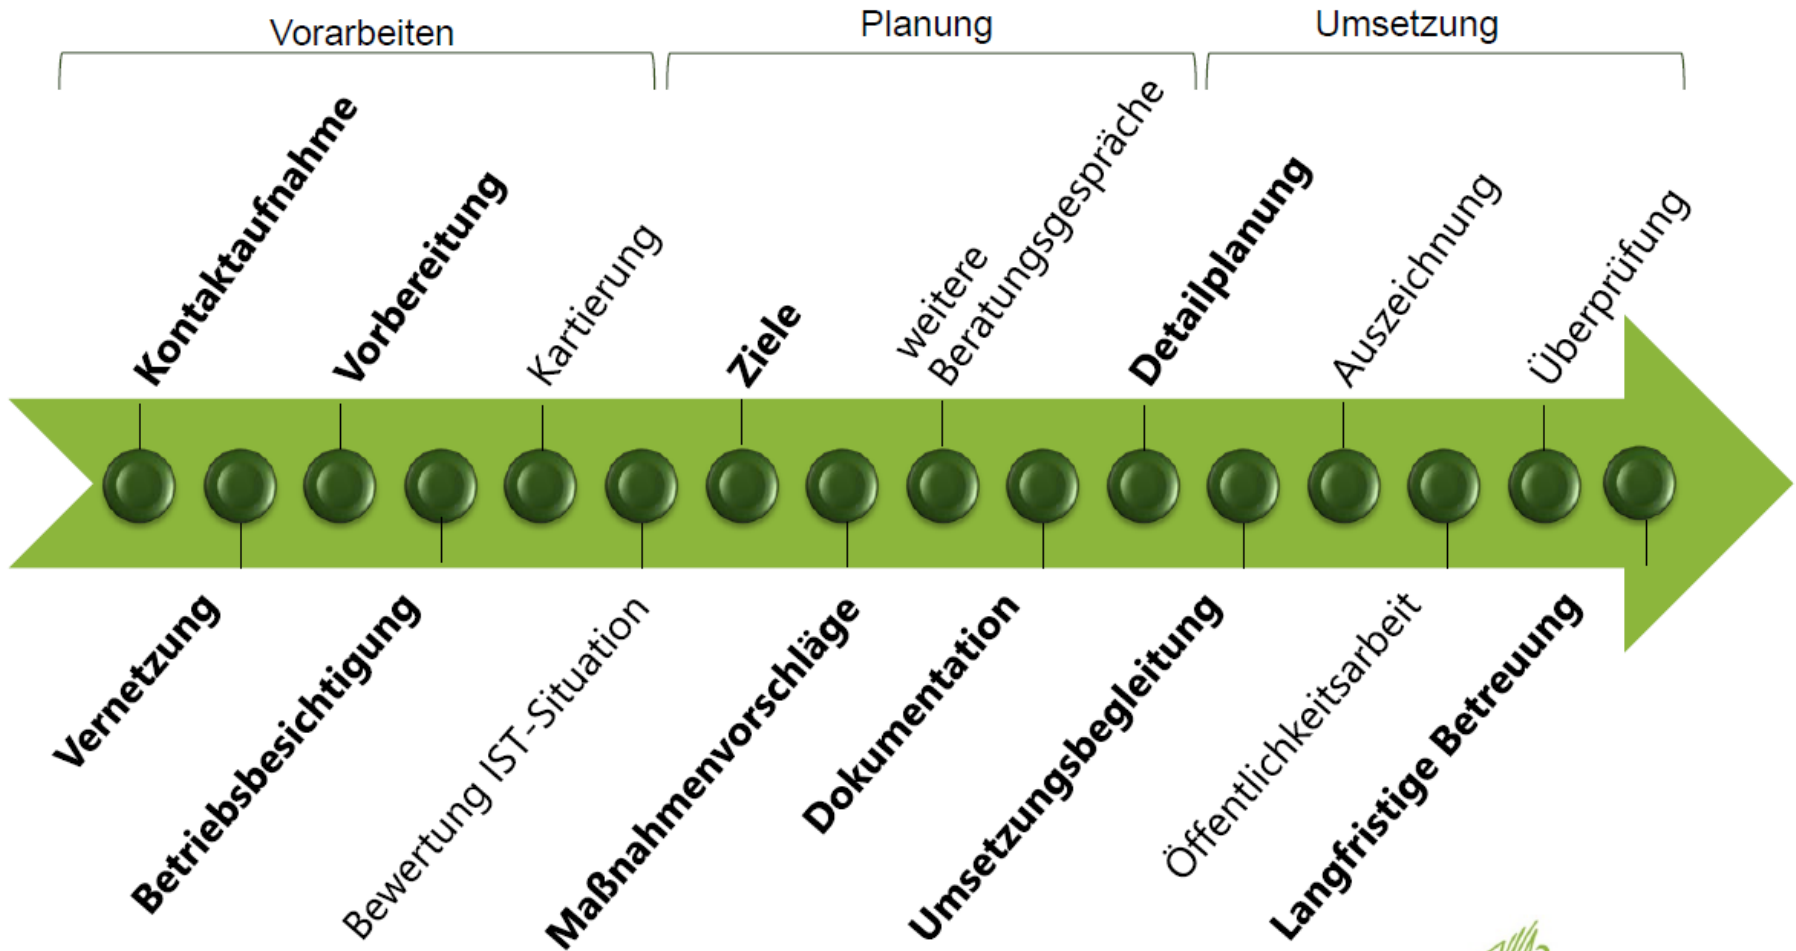 Vorarbeiten
Planung
Umsetzung
Kontaktaufnahme
Vorbereitung
Kartierung
Ziele
weitere
Beratungsgespräche
Detailplanung
Auszeichnung
Überprüfung
Vernetzung
Betriebsbesichtigung
Bewertung IST-Situation
Maßnahmenvorschläge
Dokumentation
Umsetzungsbegleitung
Öffentlichkeitsarbeit
Langfristige Betreuung